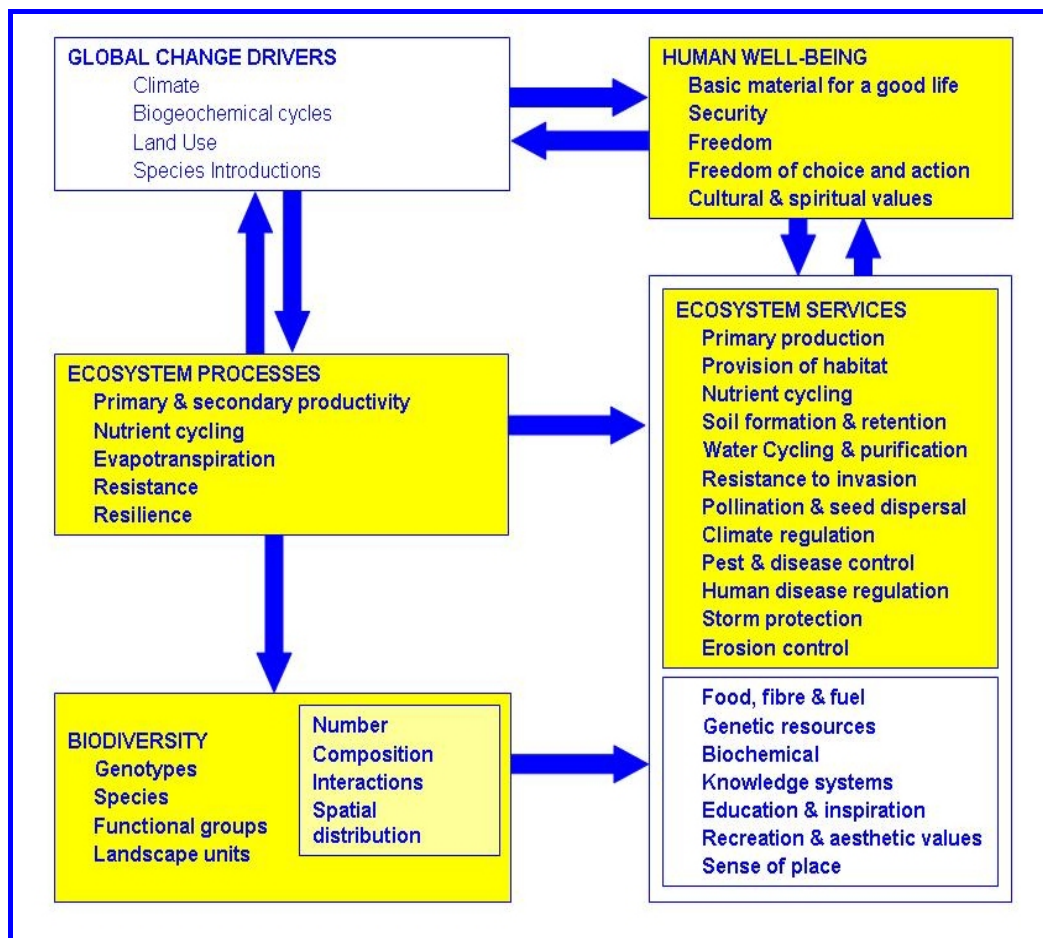 GLOBAL CHANGE DRIVERS
Climate
Biogeochemical cycles
Land Use
Species Introductions
HUMAN WELL-BEING
Basic material for a good life
Security
Freedom
Freedom of choice and action
Cultural & spiritual values
ECOSYSTEM PROCESSES
Primary & secondary productivity
Nutrient cycling
Evapotranspiration
Resistance
Resilience
ECOSYSTEM SERVICES
Primary production
Provision of habitat
Nutrient cycling
Soil formation & retention
Water Cycling & purification
Resistance to invasion
Pollination & seed dispersal
Climate regulation
Pest & disease control
Human disease regulation
Storm protection
Erosion control
BIODIVERSITY
Genotypes
Species
Functional groups
Landscape units
Number
Composition
Interactions
Spatial
distribution
Food, fibre & fuel
Genetic resources
Biochemical
Knowledge systems
Education & inspiration
Recreation & aesthetic values
Sense of place